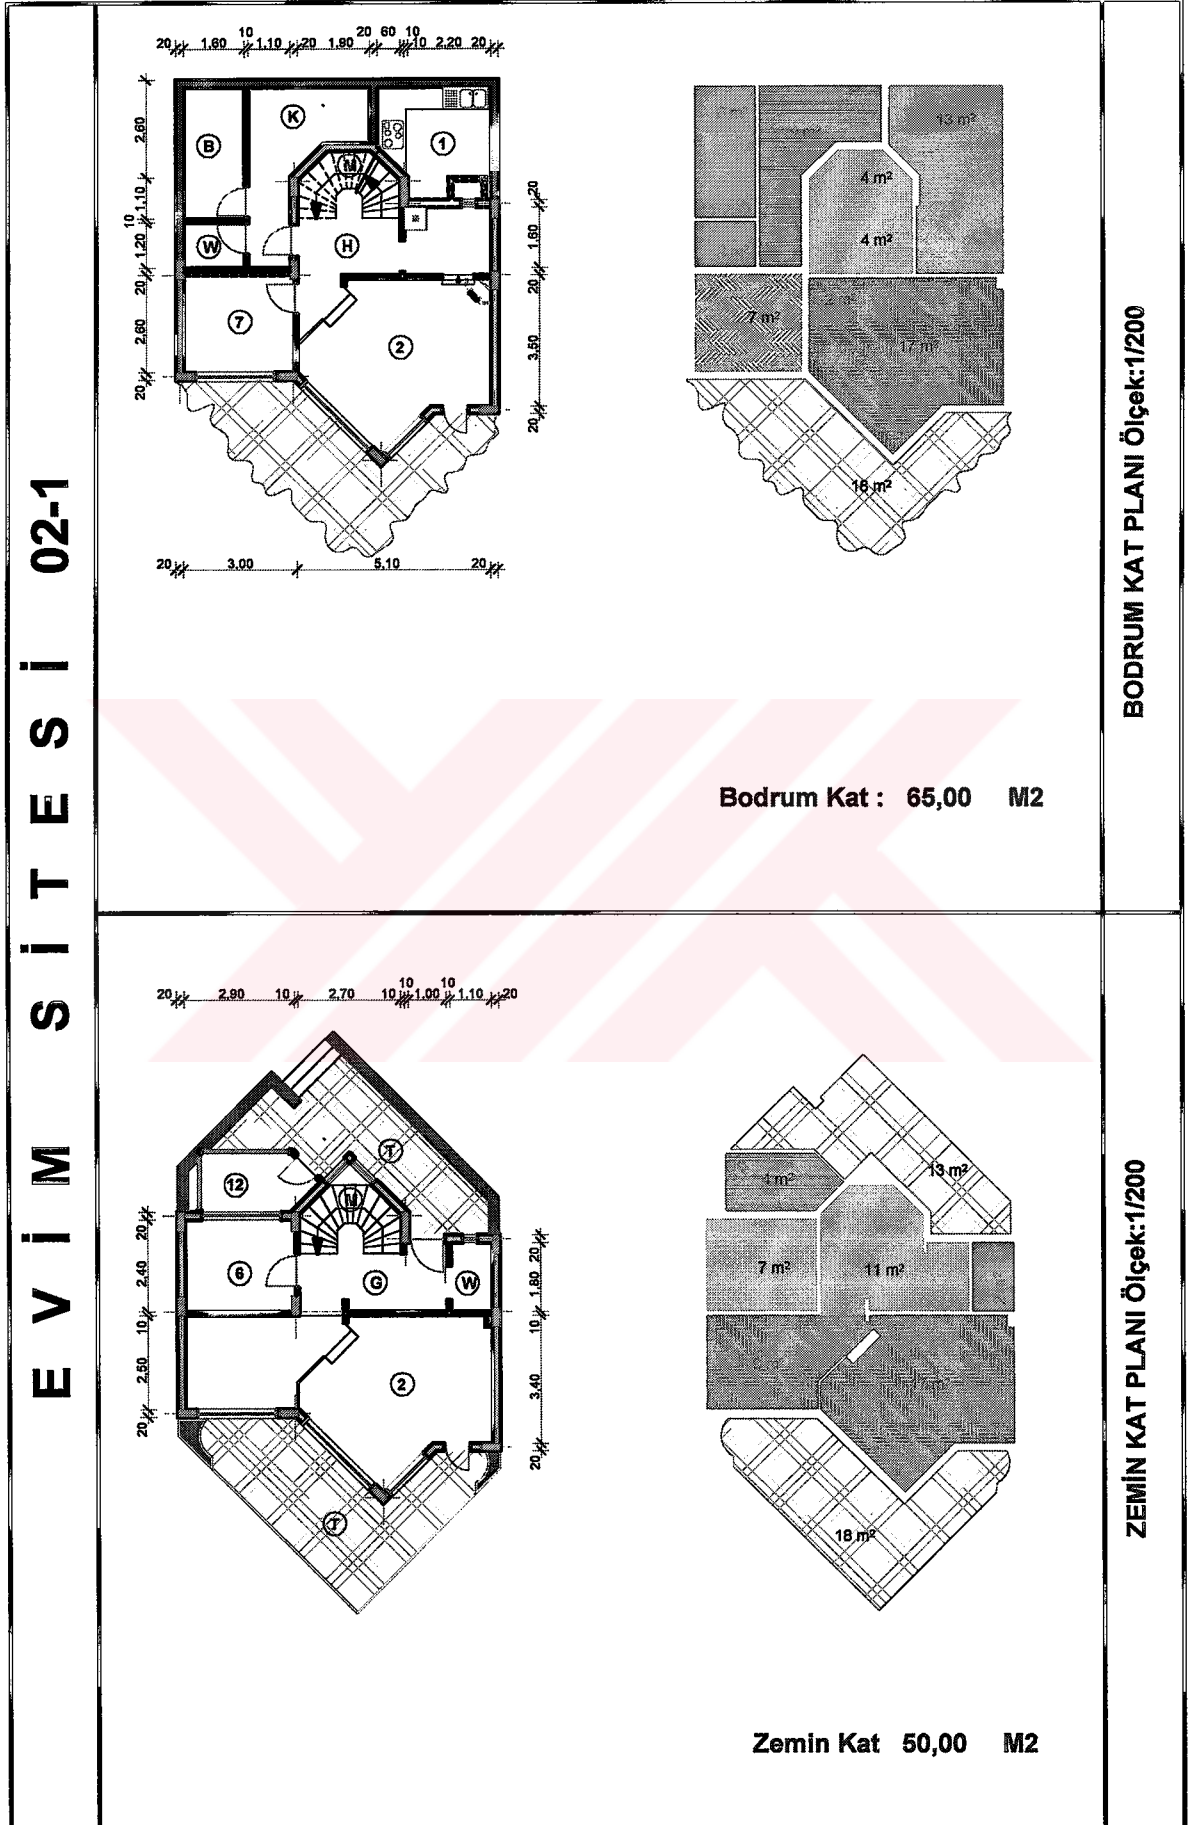 EVİM SİTESİ 02-1
10 20 60 10
20 1,60 1,10 20 1,90 10 2,20 20
2,60
1,10
10
1,20
20
2,60
20
B
K
M
1
W
H
7
2
20
1,60
20
3,50
20
20 3,00 5,10 20
13 m²
4 m²
4 m²
7 m²
17 m²
18 m²
BODRUM KAT PLANI Ölçek:1/200
Bodrum Kat : 65,00 M2
10 10
20 2,90 10 2,70 10 1,00 1,10 20
T
12
M
6
G
W
2
T
20
2,40
10
2,50
20
20
1,80
10
3,40
20
13 m²
4 m²
7 m²
11 m²
18 m²
ZEMİN KAT PLANI Ölçek:1/200
Zemin Kat 50,00 M2